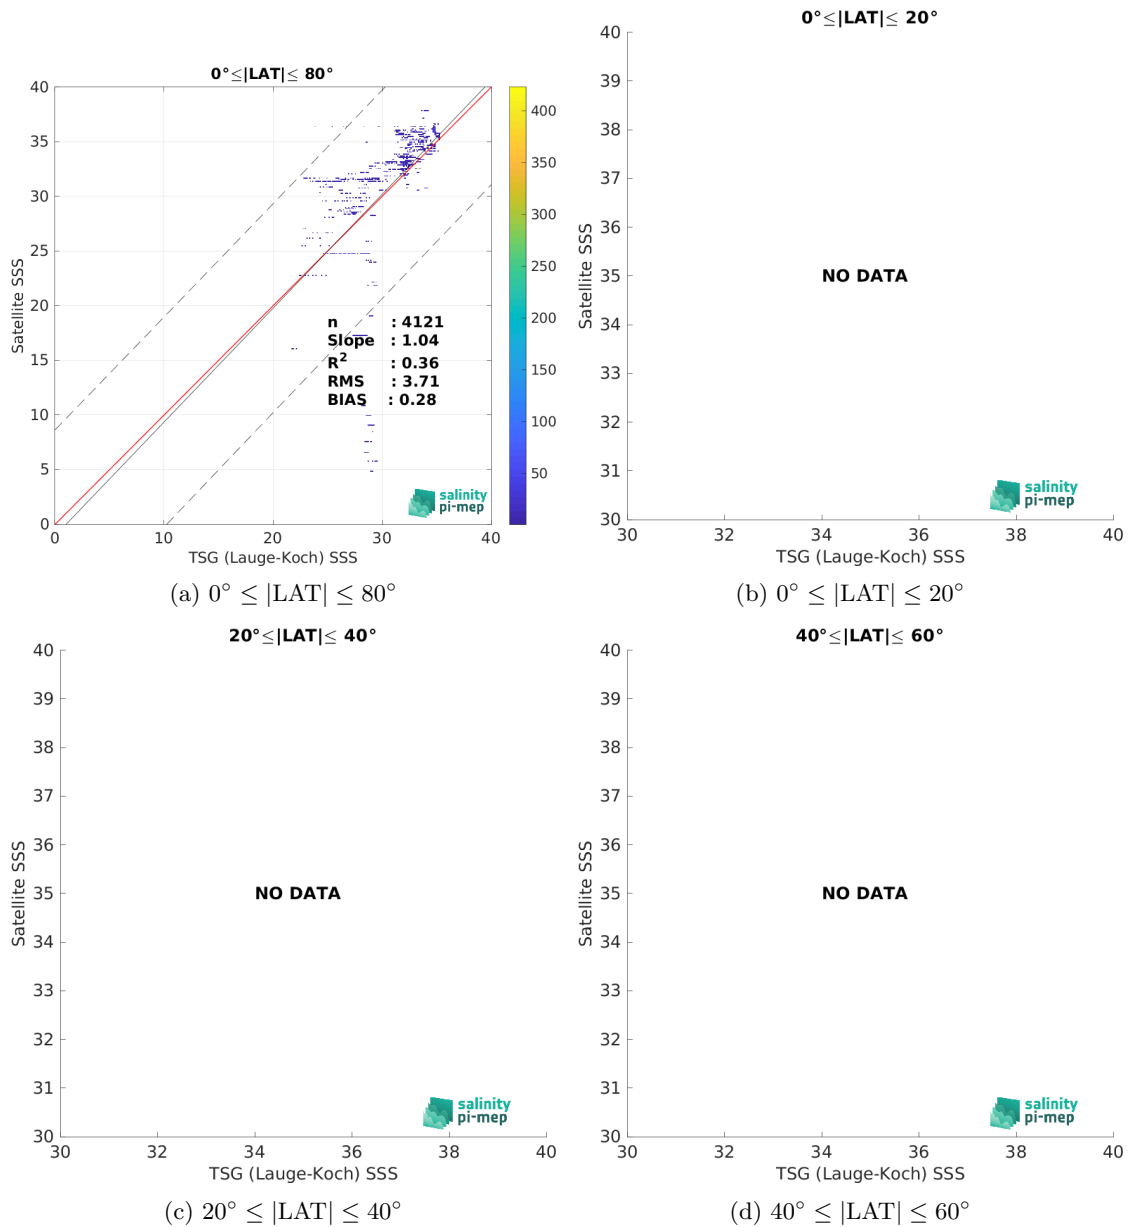 0°≤|LAT|≤ 80°
40
35
30
25
20
15
10
5
0
0
10
20
30
40
Satellite SSS
TSG (Lauge-Koch) SSS
400
350
300
250
200
150
100
50
n : 4121
Slope : 1.04
R² : 0.36
RMS : 3.71
BIAS : 0.28
salinity
pi-mep
(a) 0° ≤ |LAT| ≤ 80°
0°≤|LAT|≤ 20°
40
39
38
37
36
35
34
33
32
31
30
30
32
34
36
38
40
Satellite SSS
TSG (Lauge-Koch) SSS
NO DATA
salinity
pi-mep
(b) 0° ≤ |LAT| ≤ 20°
20°≤|LAT|≤ 40°
40
39
38
37
36
35
34
33
32
31
30
30
32
34
36
38
40
Satellite SSS
TSG (Lauge-Koch) SSS
NO DATA
salinity
pi-mep
(c) 20° ≤ |LAT| ≤ 40°
40°≤|LAT|≤ 60°
40
39
38
37
36
35
34
33
32
31
30
30
32
34
36
38
40
Satellite SSS
TSG (Lauge-Koch) SSS
NO DATA
salinity
pi-mep
(d) 40° ≤ |LAT| ≤ 60°